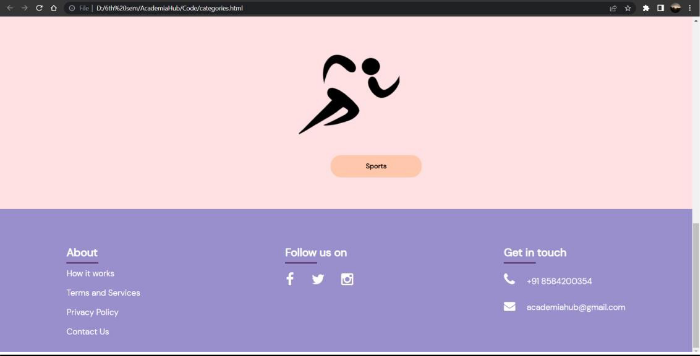 File | D:/6th%20sem/AcademiaHub/Code/categories.html
Sports
About
How it works
Terms and Services
Privacy Policy
Contact Us
Follow us on
Get in touch
+91 8584200354
academiahub@gmail.com